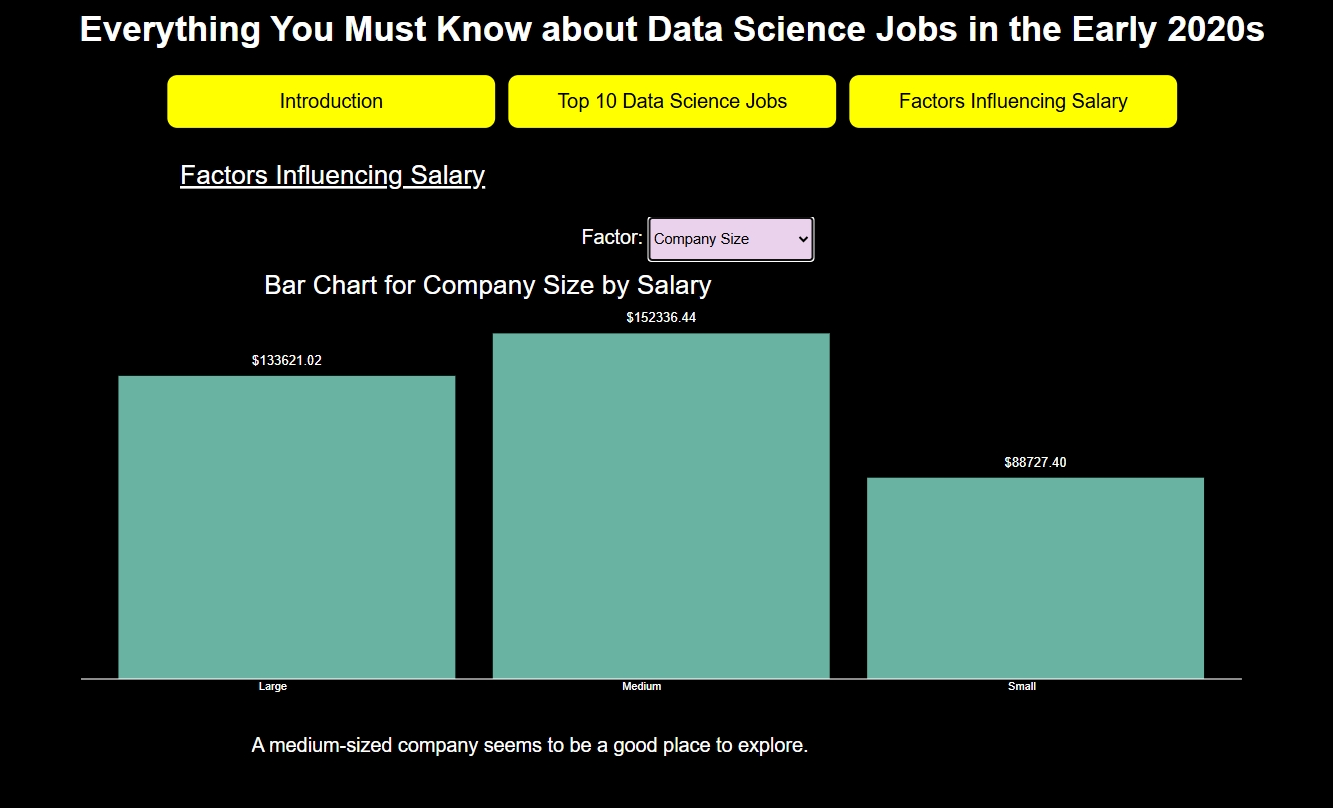 Everything You Must Know about Data Science Jobs in the Early 2020s
Introduction
Top 10 Data Science Jobs
Factors Influencing Salary
Factors Influencing Salary
Factor: Company Size
Bar Chart for Company Size by Salary
$152336.44
$133621.02
$88727.40
Large
Medium
Small
A medium-sized company seems to be a good place to explore.